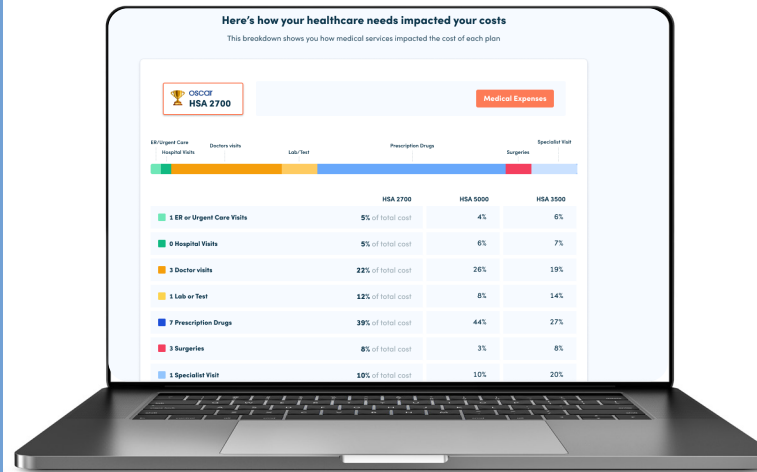 Here's how your healthcare needs impacted your costs
This breakdown shows you how medical services impacted the cost of each plan
oscar
HSA 2700
Medical Expenses
ER/Urgent Care
Hospital Visits
Doctors visits
Lab/Test
Prescription Drugs
Surgeries
Specialist Visit
HSA 2700 HSA 5000 HSA 3500
1 ER or Urgent Care Visits 5% of total cost 4% 6%
0 Hospital Visits 5% of total cost 6% 7%
3 Doctor visits 22% of total cost 26% 19%
1 Lab or Test 12% of total cost 8% 14%
7 Prescription Drugs 39% of total cost 44% 27%
3 Surgeries 8% of total cost 3% 8%
1 Specialist Visit 10% of total cost 10% 20%